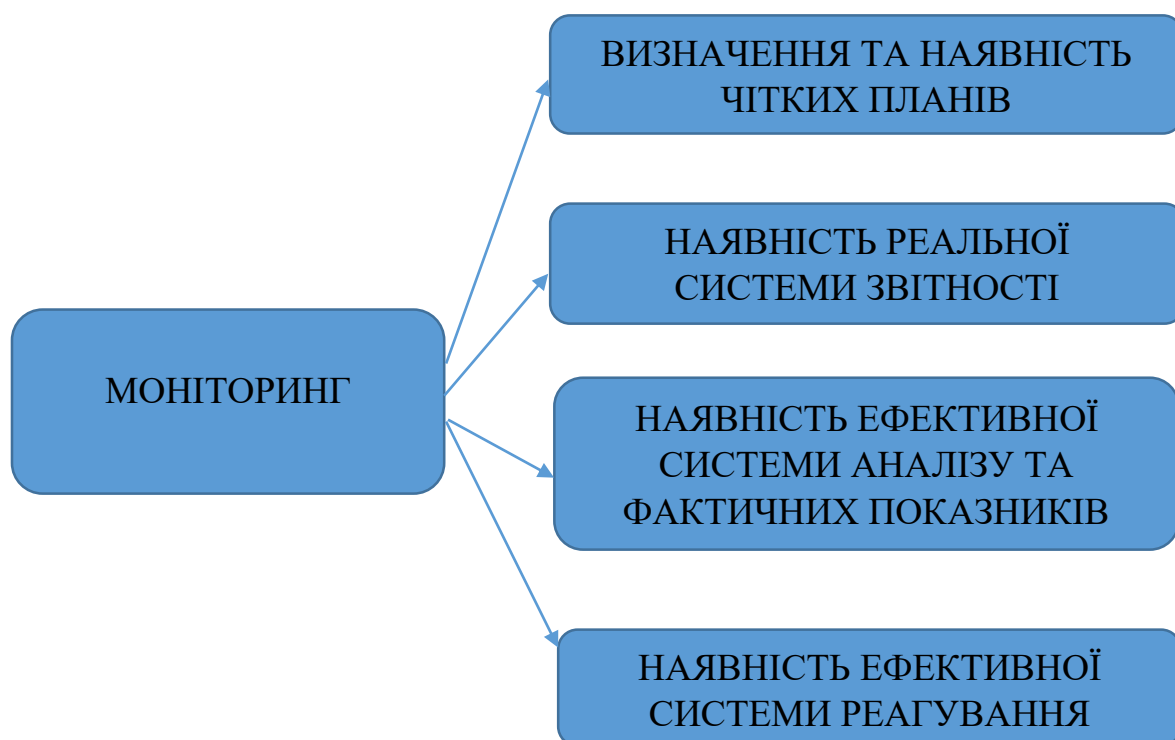 ВИЗНАЧЕННЯ ТА НАЯВНІСТЬ
ЧІТКИХ ПЛАНІВ
НАЯВНІСТЬ РЕАЛЬНОЇ
СИСТЕМИ ЗВІТНОСТІ
МОНІТОРИНГ
НАЯВНІСТЬ ЕФЕКТИВНОЇ
СИСТЕМИ АНАЛІЗУ ТА
ФАКТИЧНИХ ПОКАЗНИКІВ
НАЯВНІСТЬ ЕФЕКТИВНОЇ
СИСТЕМИ РЕАГУВАННЯ